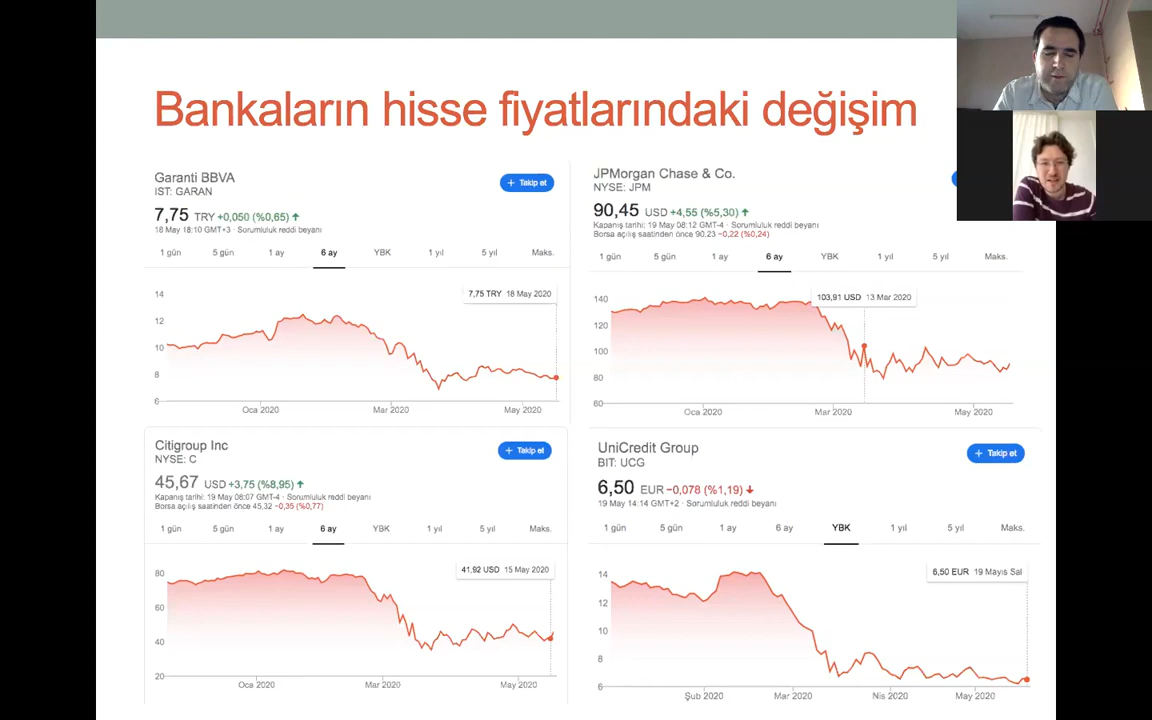 Bankaların hisse fiyatlarındaki değişim
Garanti BBVA
IST: GARAN
+ Takip et
7,75 TRY +0,050 (%0,65) ↑
18 May 18:10 GMT+3 · Sorumluluk reddi beyanı
1 gün 5 gün 1 ay 6 ay YBK 1 yıl 5 yıl Maks.
7,75 TRY 18 May 2020
14
12
10
8
6
Oca 2020 Mar 2020 May 2020
JPMorgan Chase & Co.
NYSE: JPM
90,45 USD +4,55 (%5,30) ↑
Kapanış tarihi: 19 May 08:12 GMT-4 · Sorumluluk reddi beyanı
Borsa açılış saatinden önce 90,23 −0,22 (%0,24)
1 gün 5 gün 1 ay 6 ay YBK 1 yıl 5 yıl Maks.
103,91 USD 13 Mar 2020
140
120
100
80
60
Oca 2020 Mar 2020 May 2020
Citigroup Inc
NYSE: C
+ Takip et
45,67 USD +3,75 (%8,95) ↑
Kapanış tarihi: 19 May 08:07 GMT-4 · Sorumluluk reddi beyanı
Borsa açılış saatinden önce 45,32 −0,35 (%0,77)
1 gün 5 gün 1 ay 6 ay YBK 1 yıl 5 yıl Maks.
41,92 USD 15 May 2020
80
60
40
20
Oca 2020 Mar 2020 May 2020
UniCredit Group
BIT: UCG
+ Takip et
6,50 EUR −0,078 (%1,19) ↓
19 May 14:14 GMT+2 · Sorumluluk reddi beyanı
1 gün 5 gün 1 ay 6 ay YBK 1 yıl 5 yıl Maks.
6,50 EUR 19 Mayıs Sal
14
12
10
8
6
Şub 2020 Mar 2020 Nis 2020 May 2020